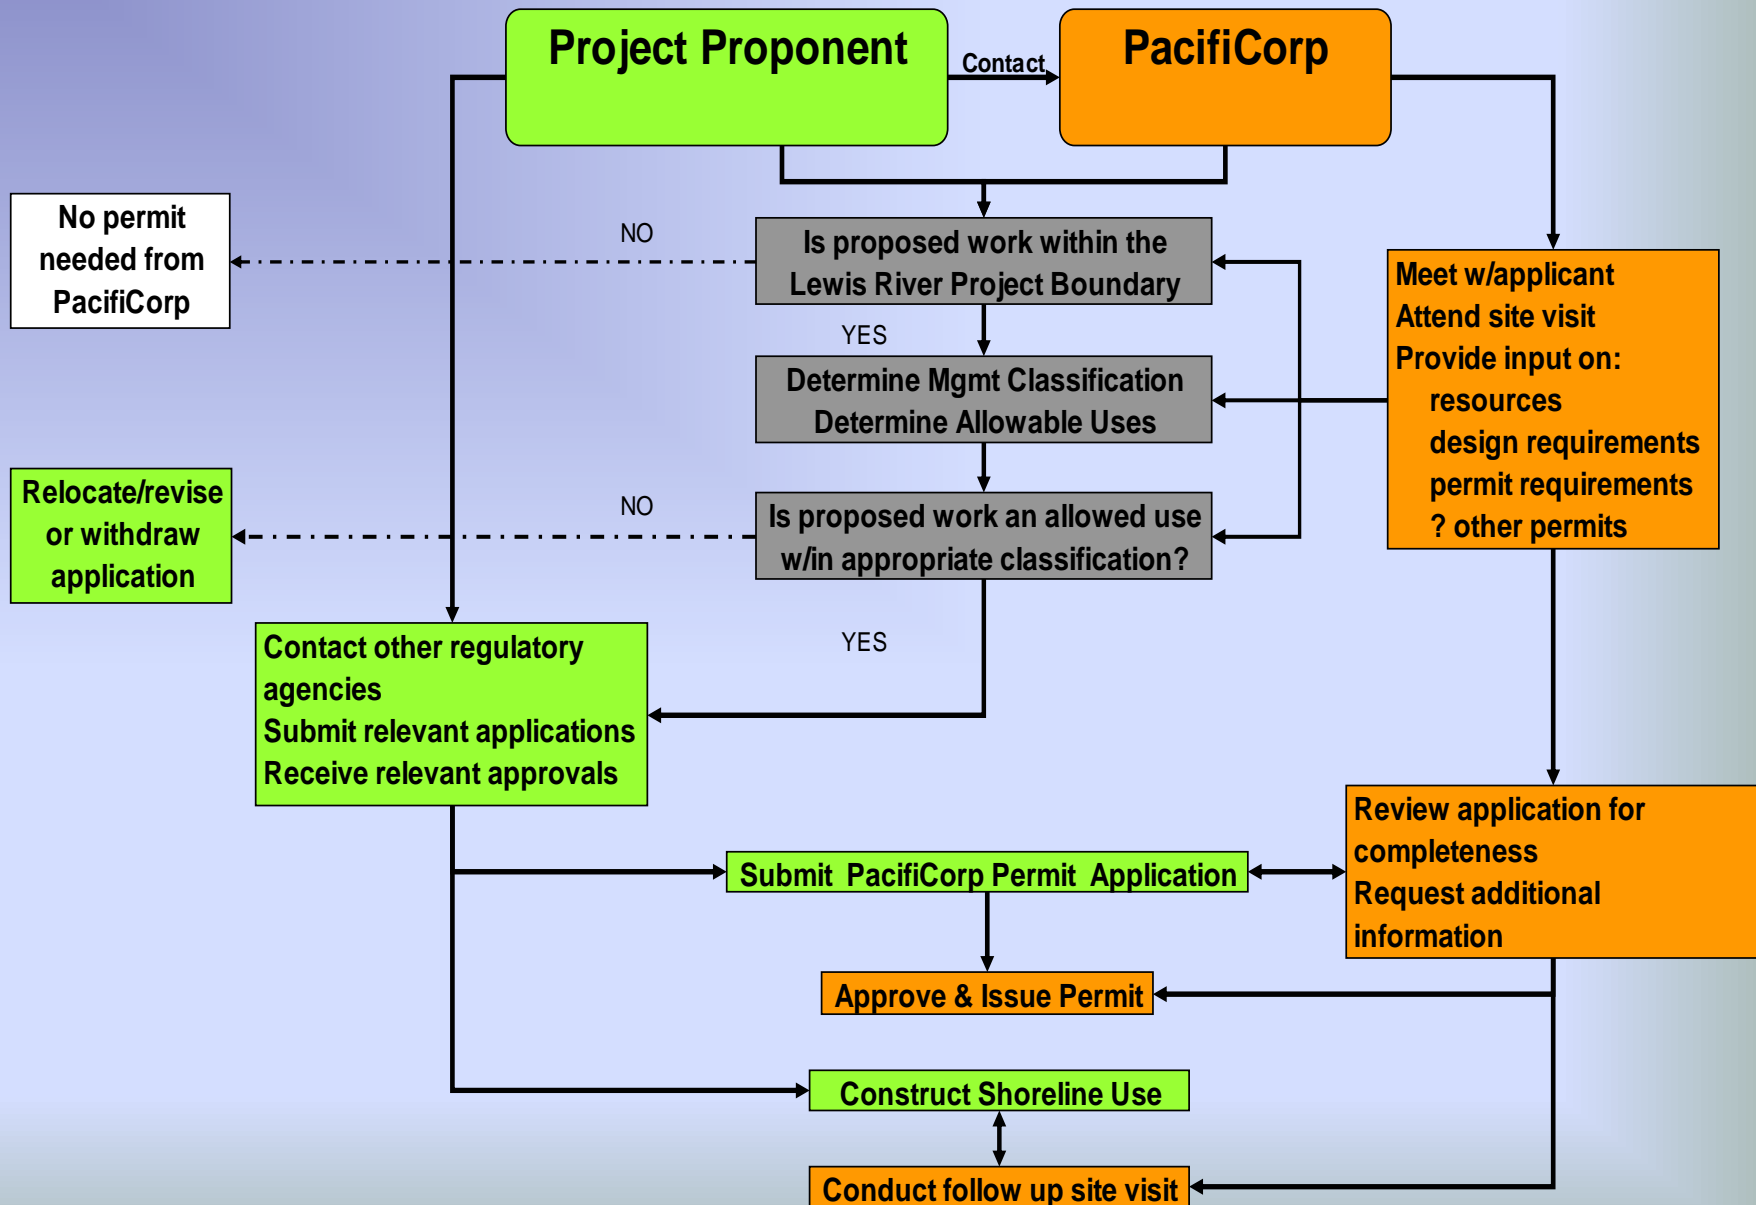 Project Proponent
Contact
PacifiCorp
No permit
needed from
PacifiCorp
NO
Is proposed work within the
Lewis River Project Boundary
YES
Meet w/applicant
Attend site visit
Provide input on:
resources
design requirements
permit requirements
? other permits
Determine Mgmt Classification
Determine Allowable Uses
Relocate/revise
or withdraw
application
NO
Is proposed work an allowed use
w/in appropriate classification?
YES
Contact other regulatory
agencies
Submit relevant applications
Receive relevant approvals
Review application for
completeness
Request additional
information
Submit PacifiCorp Permit Application
Approve & Issue Permit
Construct Shoreline Use
Conduct follow up site visit